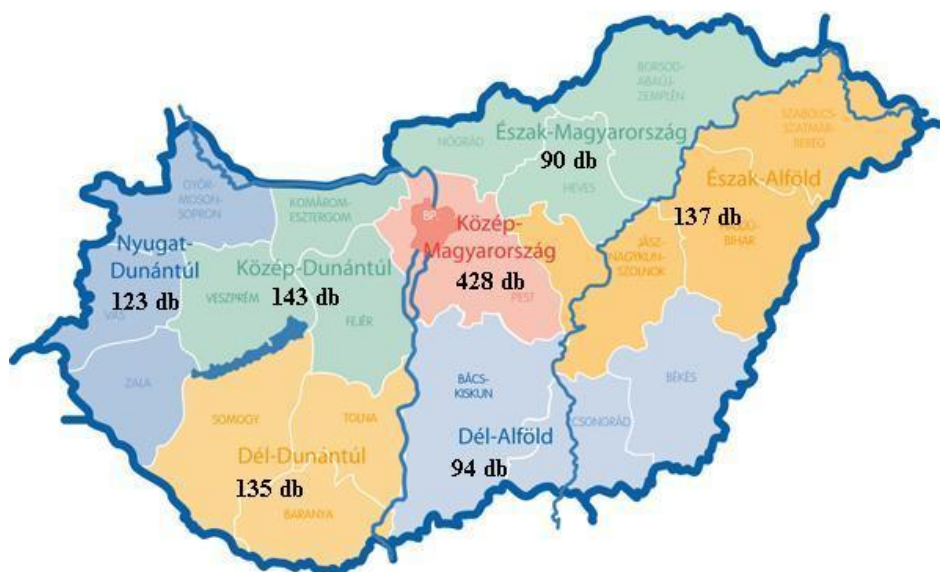 BORSOD-
ABAÚJ-
ZEMPLÉN
NÓGRÁD
Észak-Magyarország
90 db
HEVES
SZABOLCS-
SZATMÁR-
BEREG
Észak-Alföld
137 db
HAJDÚ-
BIHAR
JÁSZ-
NAGYKUN-
SZOLNOK
GYŐR-
MOSON-
SOPRON
KOMÁROM-
ESZTERGOM
BP.
Közép-
Magyarország
428 db
PEST
Nyugat-
Dunántúl
123 db
VAS
Közép-Dunántúl
143 db
VESZPRÉM
FEJÉR
ZALA
SOMOGY
TOLNA
Dél-Dunántúl
135 db
BARANYA
BÁCS-
KISKUN
Dél-Alföld
94 db
CSONGRÁD
BÉKÉS